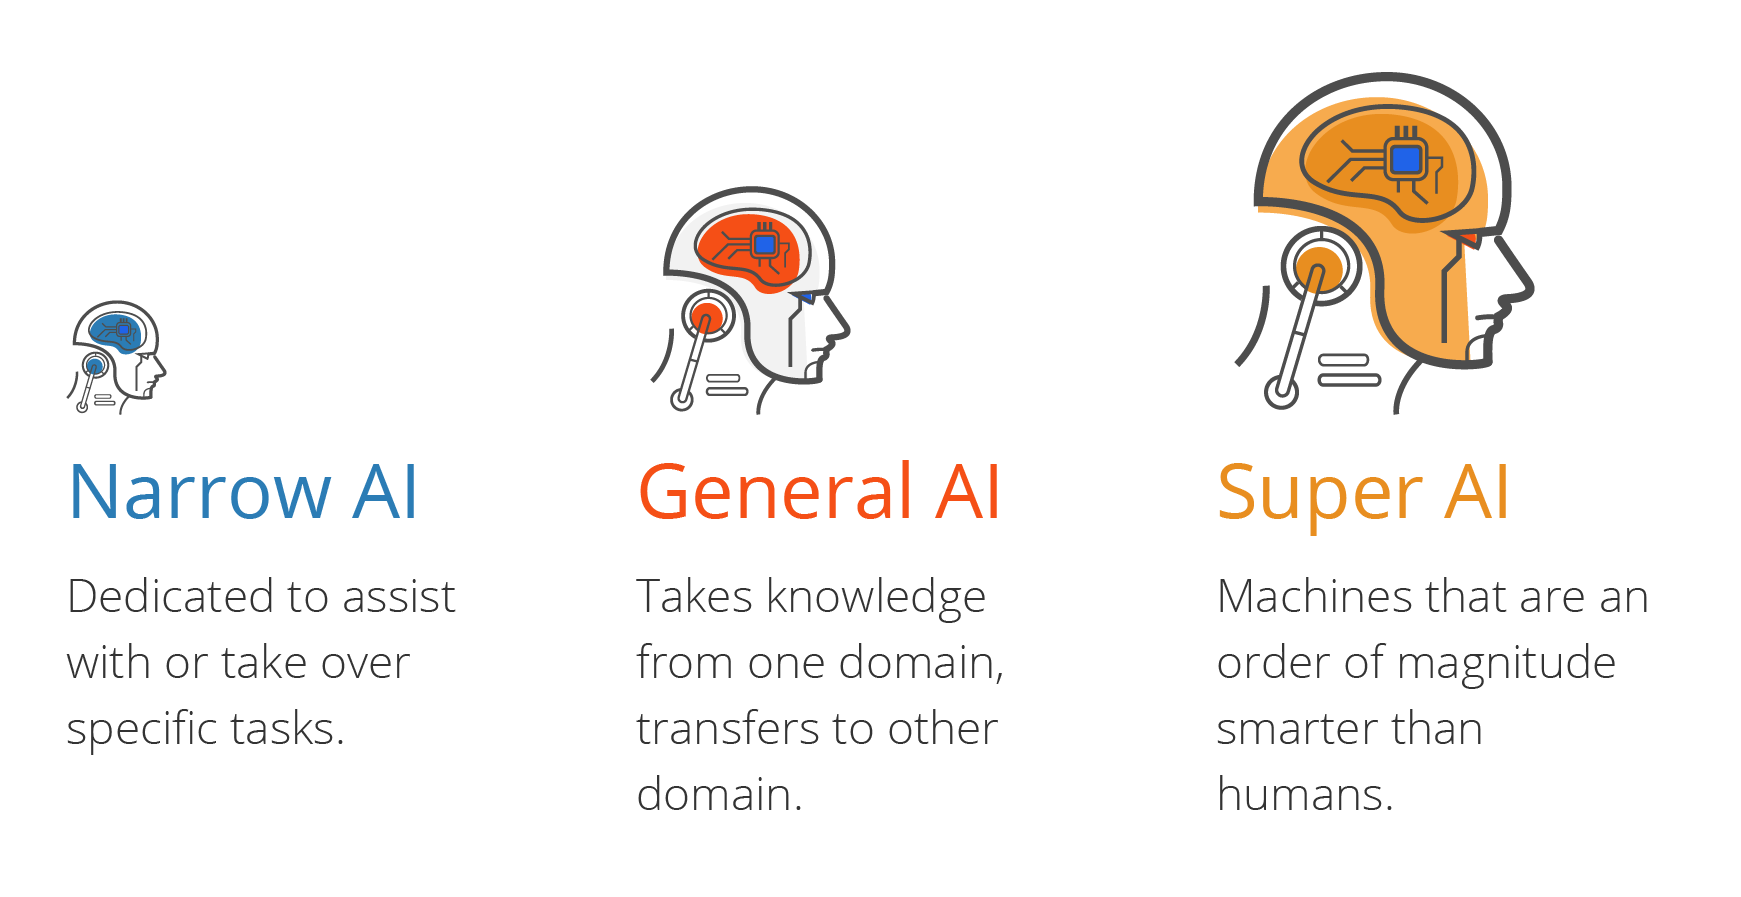 Narrow AI
Dedicated to assist
with or take over
specific tasks.
General AI
Takes knowledge
from one domain,
transfers to other
domain.
Super AI
Machines that are an
order of magnitude
smarter than
humans.